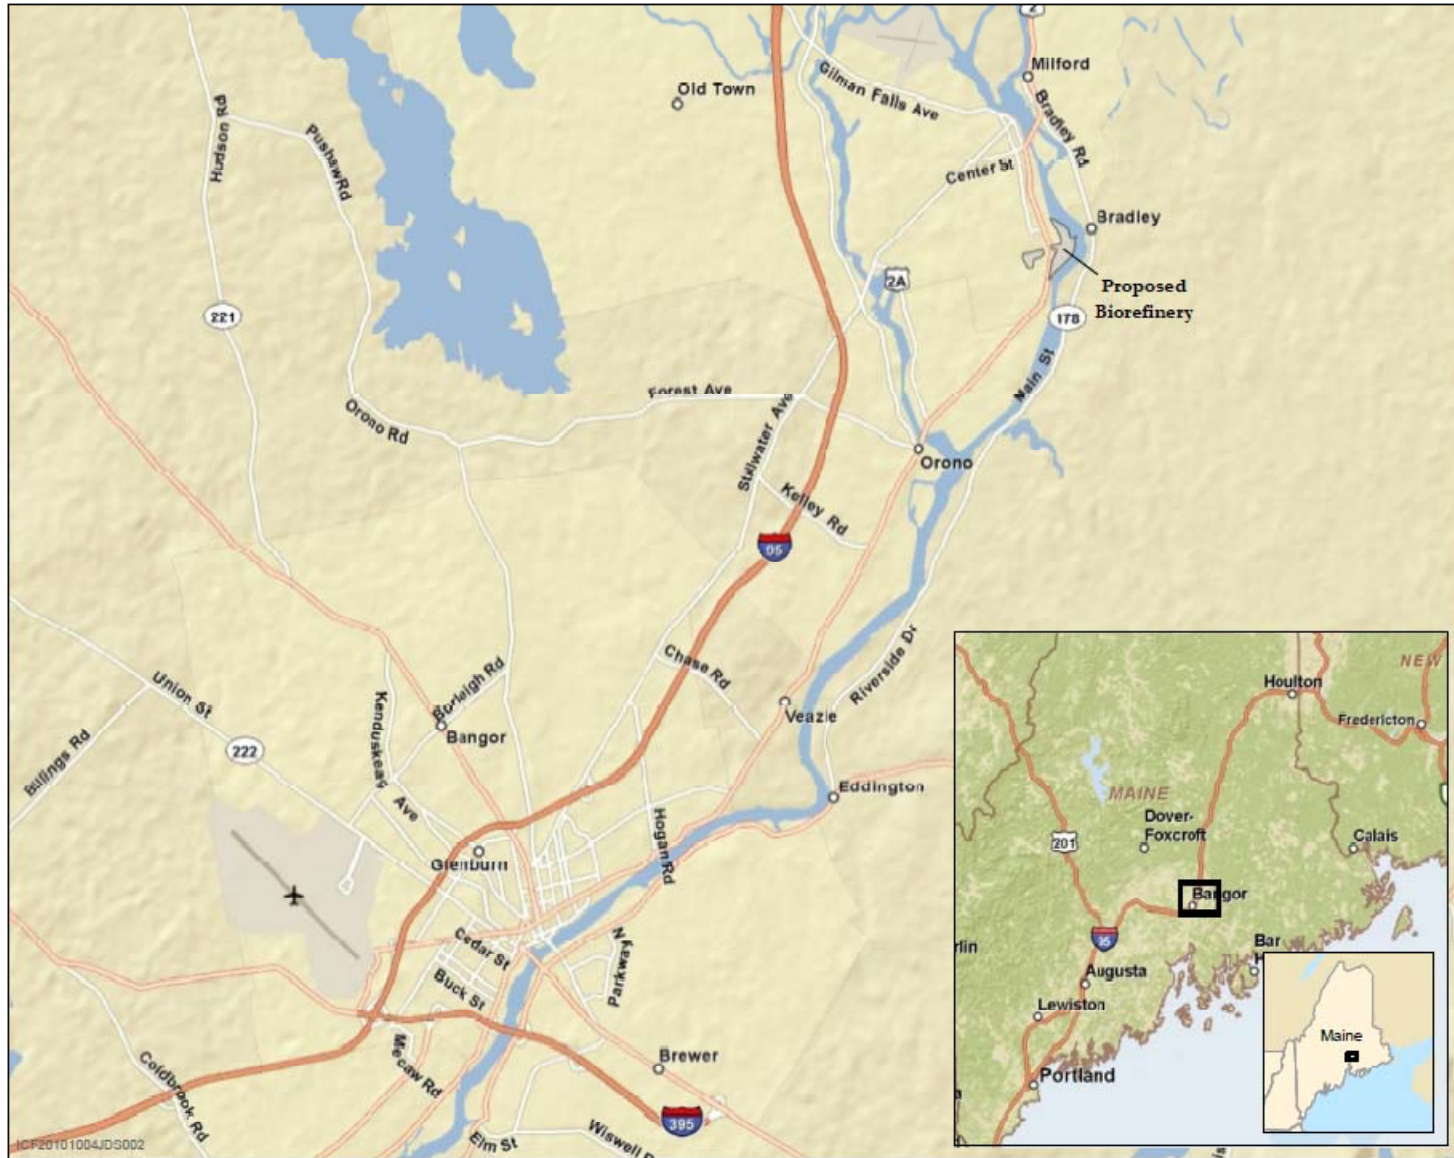 2
Milford
Old Town
Gilman Falls Ave
Bradley Rd
Hudson Rd
Pushaw Rd
Center St
Bradley
2A
Proposed
Biorefinery
221
178
Main St
Forest Ave
Orono Rd
Stillwater Ave
Orono
Kelley Rd
95
Chase Rd
Riverside Dr
Union St
Burleigh Rd
Kenduskeag
Ave
Veazie
Bangor
222
Billings Rd
Eddington
Hogan Rd
Glenburn
Cedar St
N
Parkway
Buck St
Mecaw Rd
Brewer
Coldbrook Rd
395
Elm St
Wiswell
ICF20101004JDS002
NEW
Houlton
Fredericton
MAINE
Dover-
Foxcroft
201
Calais
Bangor
rlin
95
Bar
Augusta
Lewiston
Maine
Portland